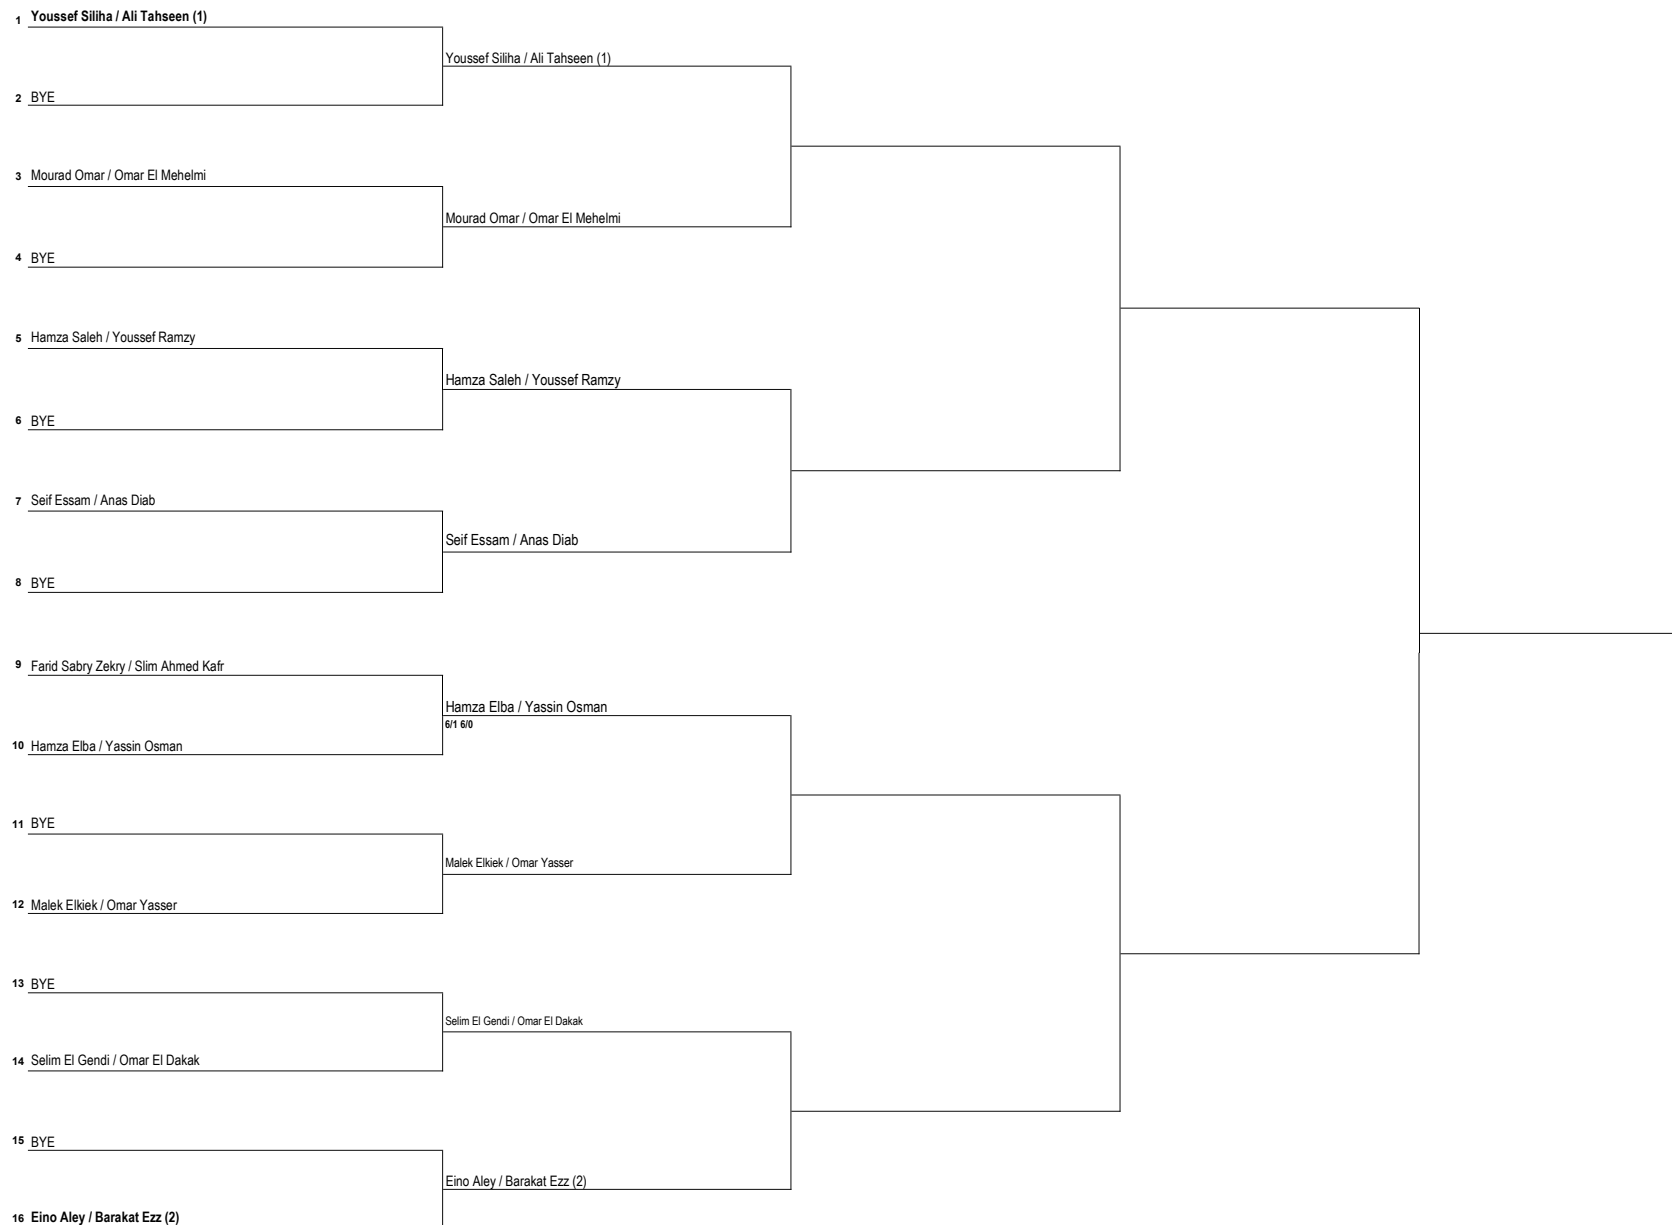 1 Youssef Siliha / Ali Tahseen (1)
Youssef Siliha / Ali Tahseen (1)
2 BYE
3 Mourad Omar / Omar El Mehelmi
Mourad Omar / Omar El Mehelmi
4 BYE
5 Hamza Saleh / Youssef Ramzy
Hamza Saleh / Youssef Ramzy
6 BYE
7 Seif Essam / Anas Diab
Seif Essam / Anas Diab
8 BYE
9 Farid Sabry Zekry / Slim Ahmed Kafr
Hamza Elba / Yassin Osman
6/1 6/0
10 Hamza Elba / Yassin Osman
11 BYE
Malek Elkiek / Omar Yasser
12 Malek Elkiek / Omar Yasser
13 BYE
Selim El Gendi / Omar El Dakak
14 Selim El Gendi / Omar El Dakak
15 BYE
Eino Aley / Barakat Ezz (2)
16 Eino Aley / Barakat Ezz (2)